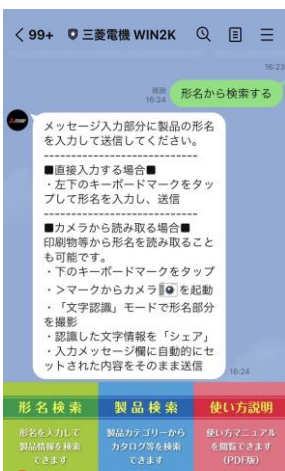 < 99+ 三菱電機 WIN2K
16:23
既読
16:24
形名から検索する
メッセージ入力部分に製品の形名
を入力して送信してください。
---------------------------
■直接入力する場合■
・左下のキーボードマークをタッ
プして形名を入力し、送信
---------------------------
■カメラから読み取る場合■
印刷物等から形名を読み取ること
も可能です。
・下のキーボードマークをタップ
・＞マークからカメラ を起動
・「文字認識」モードで形名部分
を撮影
・認識した文字情報を「シェア」
・入力メッセージ欄に自動的にセ
ットされた内容をそのまま送信
16:24
形名検索 製品検索 使い方説明
形名を入力して 製品カテゴリーから 使い方マニュアル
検索 カタログ等を検索 を閲覧できます
できます できます (PDF版)